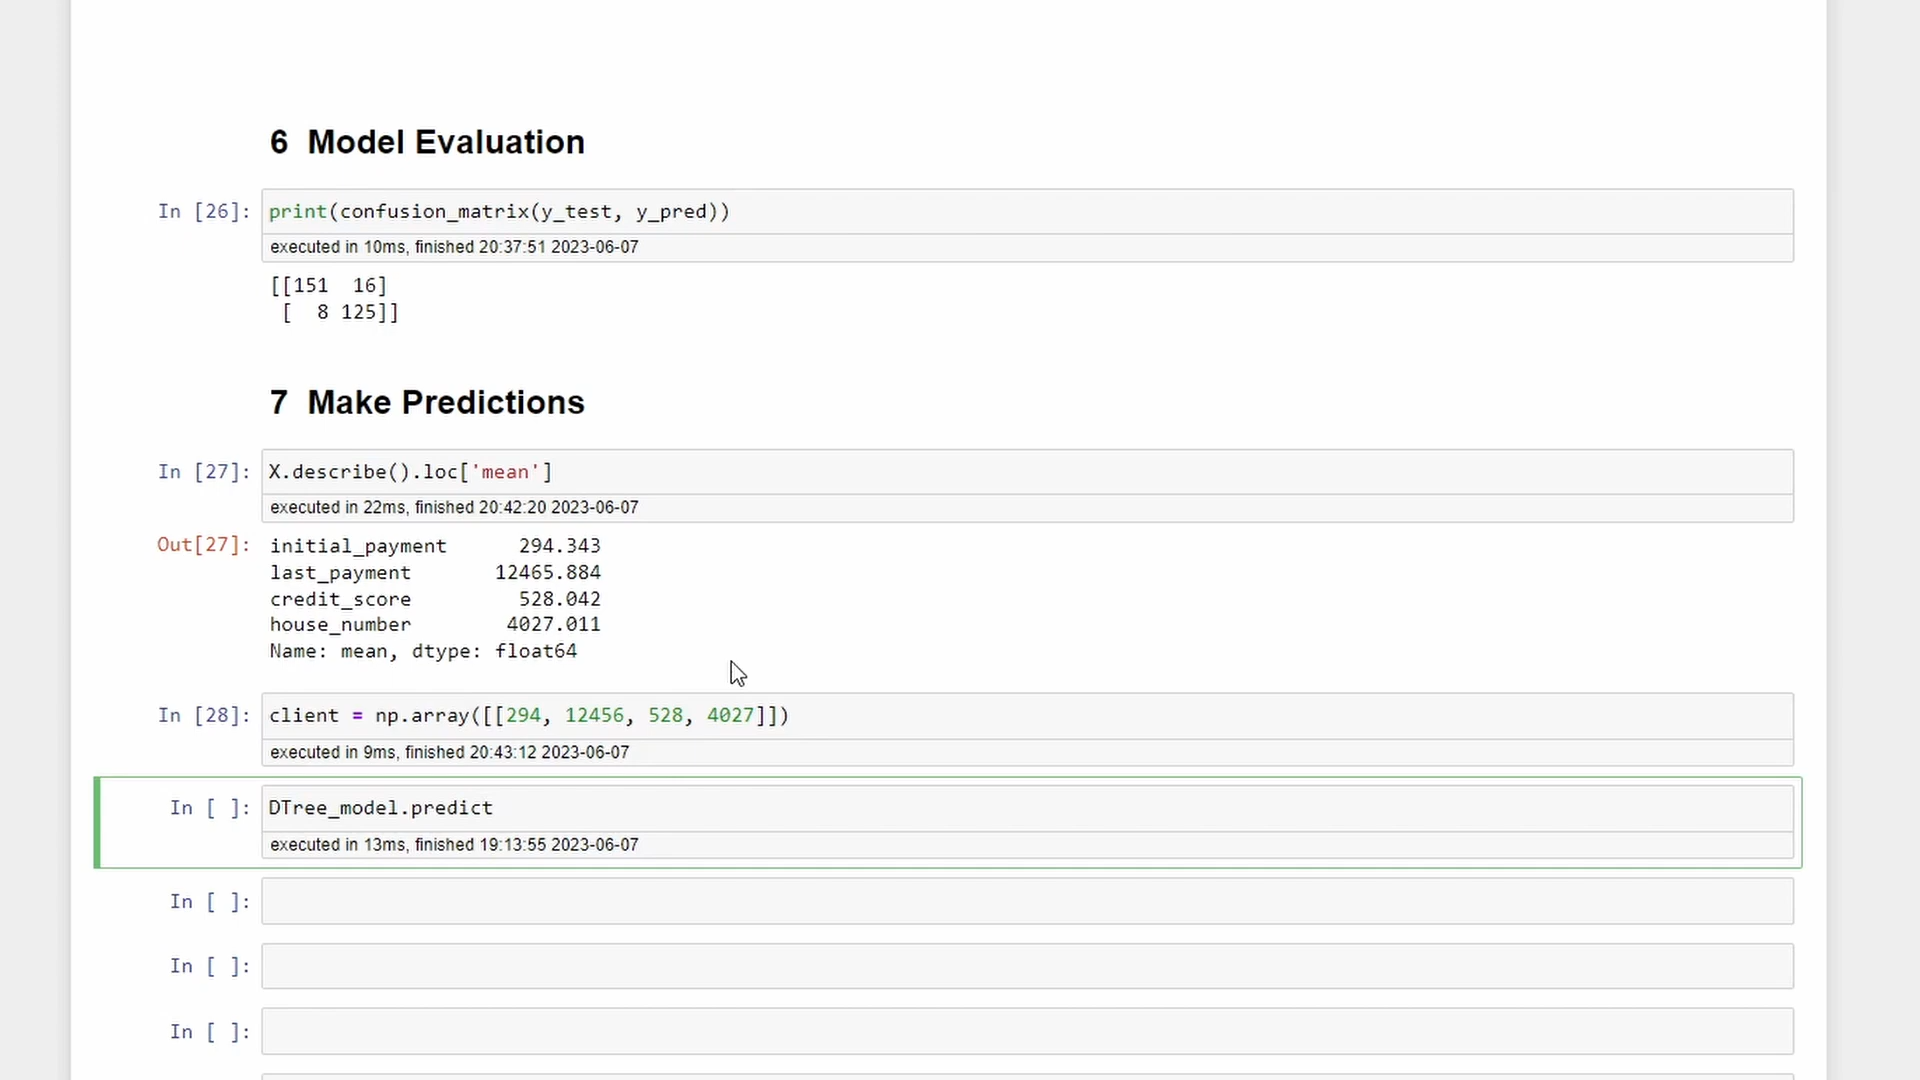 6 Model Evaluation
In [26]: print(confusion_matrix(y_test, y_pred))
executed in 10ms, finished 20:37:51 2023-06-07
[[151  16]
 [  8 125]]
7 Make Predictions
In [27]: X.describe().loc['mean']
executed in 22ms, finished 20:42:20 2023-06-07
Out[27]: initial_payment      294.343
last_payment       12465.884
credit_score         528.042
house_number        4027.011
Name: mean, dtype: float64
In [28]: client = np.array([[294, 12456, 528, 4027]])
executed in 9ms, finished 20:43:12 2023-06-07
In [ ]: DTree_model.predict
executed in 13ms, finished 19:13:55 2023-06-07
In [ ]:
In [ ]:
In [ ]: